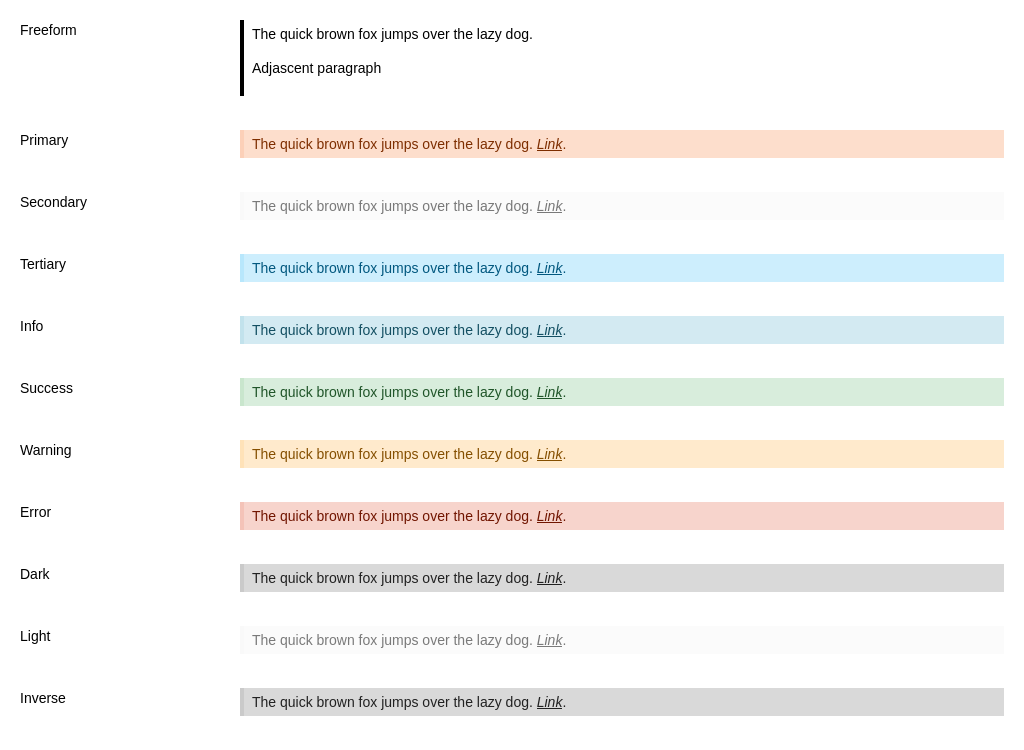 Freeform
The quick brown fox jumps over the lazy dog.
Adjascent paragraph
Primary
The quick brown fox jumps over the lazy dog. Link.
Secondary
The quick brown fox jumps over the lazy dog. Link.
Tertiary
The quick brown fox jumps over the lazy dog. Link.
Info
The quick brown fox jumps over the lazy dog. Link.
Success
The quick brown fox jumps over the lazy dog. Link.
Warning
The quick brown fox jumps over the lazy dog. Link.
Error
The quick brown fox jumps over the lazy dog. Link.
Dark
The quick brown fox jumps over the lazy dog. Link.
Light
The quick brown fox jumps over the lazy dog. Link.
Inverse
The quick brown fox jumps over the lazy dog. Link.